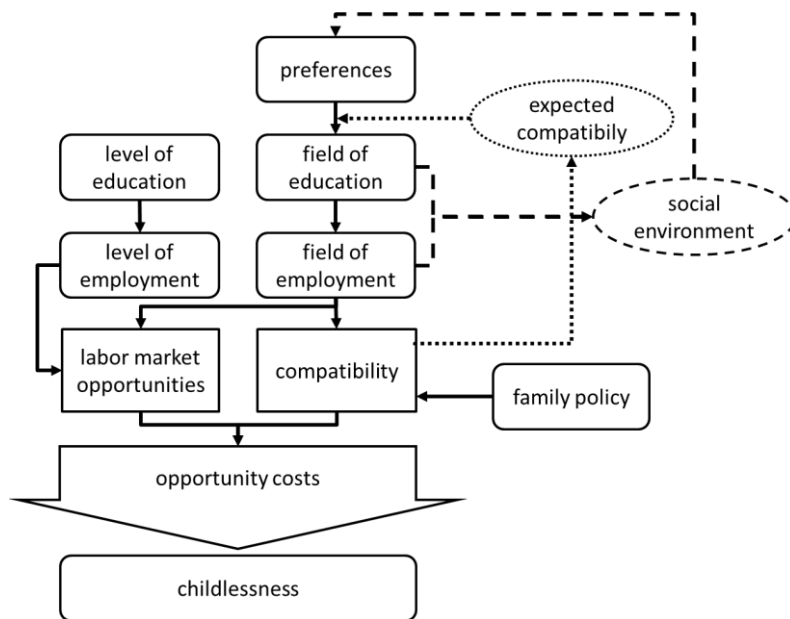 preferences
expected
compatibily
level of
education
field of
education
social
environment
level of
employment
field of
employment
labor market
opportunities
compatibility
family policy
opportunity costs
childlessness